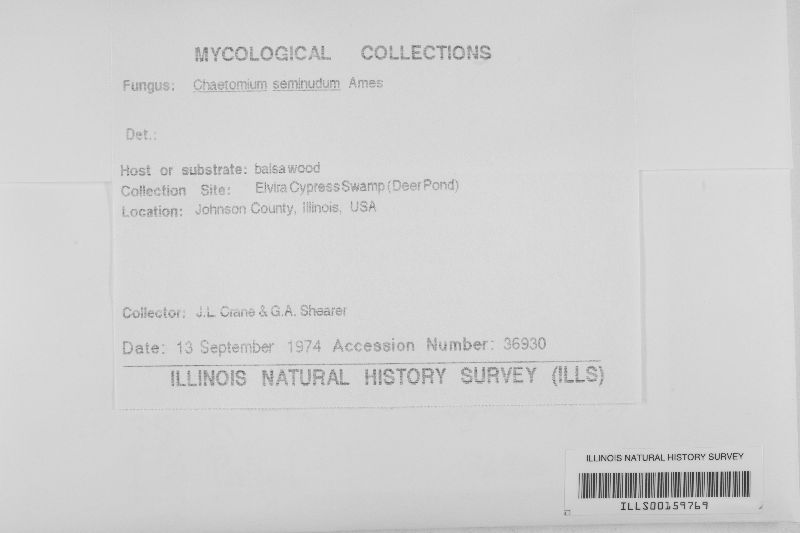 MYCOLOGICAL COLLECTIONS
Fungus: Chaetomium seminudum Ames
Det.:
Host or substrate: balsa wood
Collection Site: Elvira Cypress Swamp (Deer Pond)
Location: Johnson County, Illinois, USA
Collector: J.L. Crane & G.A. Shearer
Date: 13 September 1974 Accession Number: 36930
ILLINOIS NATURAL HISTORY SURVEY (ILLS)
ILLINOIS NATURAL HISTORY SURVEY
ILLS00159769